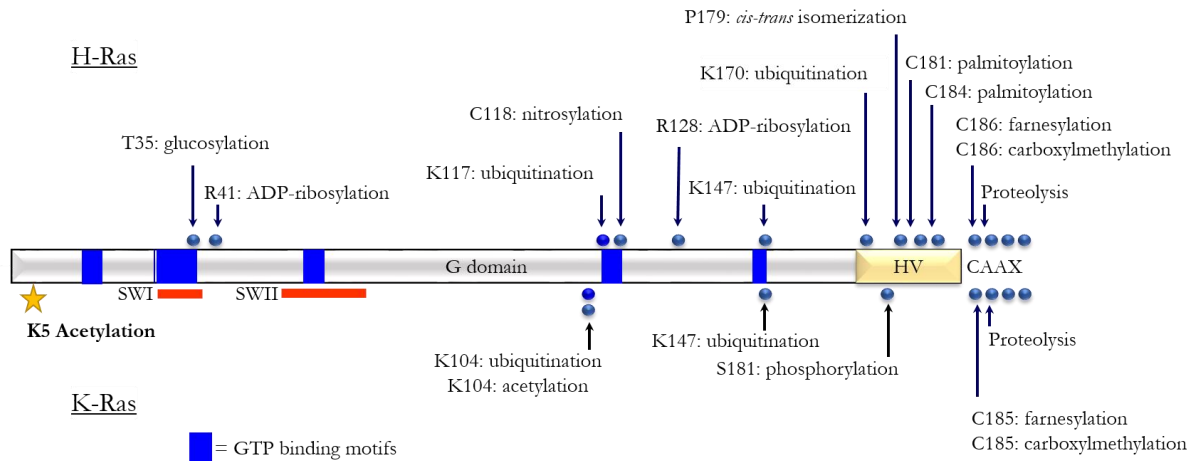 P179: cis-trans isomerization
H-Ras
C181: palmitoylation
K170: ubiquitination
C184: palmitoylation
C118: nitrosylation
R128: ADP-ribosylation
C186: farnesylation
C186: carboxylmethylation
T35: glucosylation
K117: ubiquitination
R41: ADP-ribosylation
K147: ubiquitination
Proteolysis
G domain
HV
CAAX
SWI
SWII
K5 Acetylation
K104: ubiquitination
K104: acetylation
K147: ubiquitination
S181: phosphorylation
Proteolysis
K-Ras
C185: farnesylation
C185: carboxylmethylation
= GTP binding motifs